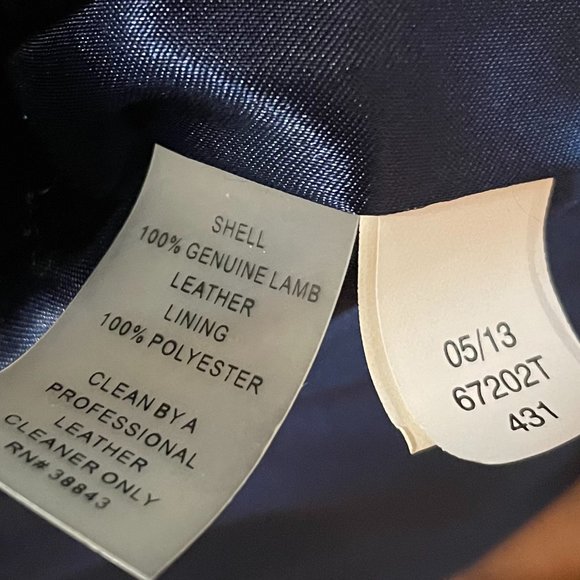 SHELL
100% GENUINE LAMB
LEATHER
LINING
100% POLYESTER
CLEAN BY A
PROFESSIONAL
LEATHER
CLEANER ONLY
RN# 38843
05/13
67202T
431